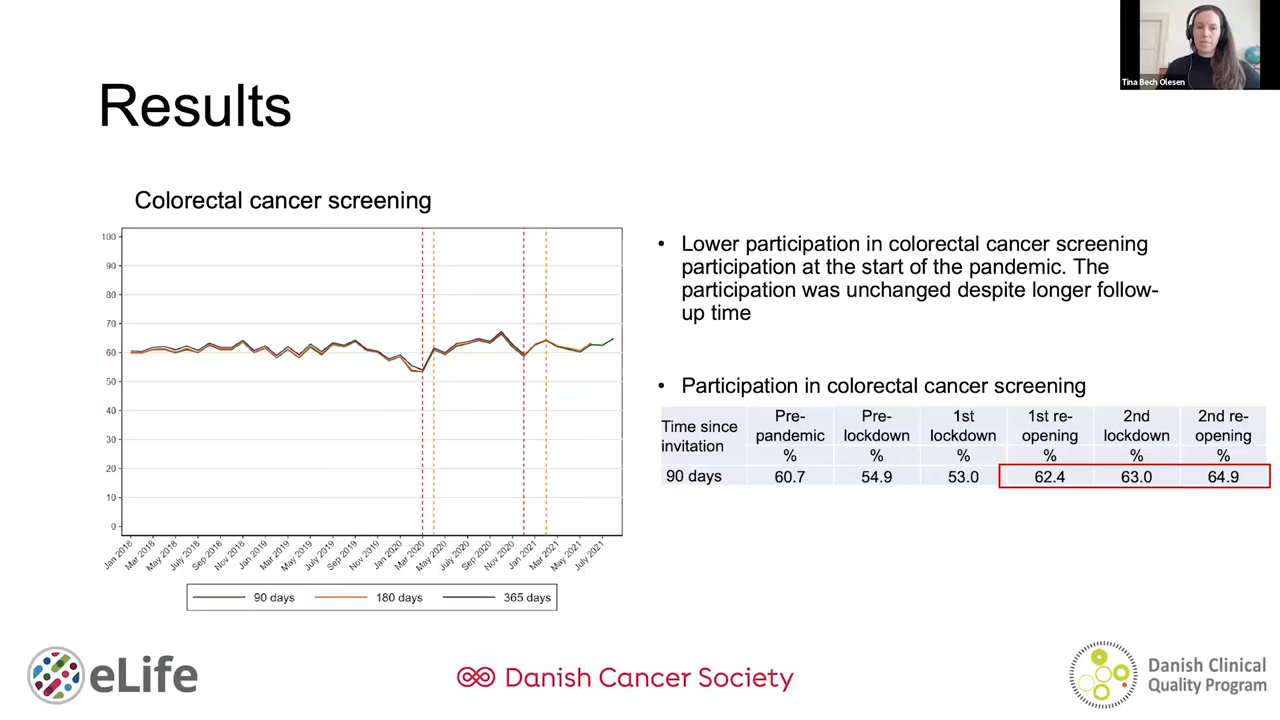 Tina Bech Olesen
Results
Colorectal cancer screening
100
90
80
70
60
50
40
30
20
10
0
Jan 2018
Mar 2018
May 2018
July 2018
Sep 2018
Nov 2018
Jan 2019
Mar 2019
May 2019
July 2019
Sep 2019
Nov 2019
Jan 2020
Mar 2020
May 2020
July 2020
Sep 2020
Nov 2020
Jan 2021
Mar 2021
May 2021
July 2021
90 days 180 days 365 days
• Lower participation in colorectal cancer screening
participation at the start of the pandemic. The
participation was unchanged despite longer follow-
up time
• Participation in colorectal cancer screening
Time since
invitation
Pre-
pandemic
Pre-
lockdown
1st
lockdown
1st re-
opening
2nd
lockdown
2nd re-
opening
% % % % % %
90 days 60.7 54.9 53.0 62.4 63.0 64.9
eLife
Danish Cancer Society
Danish Clinical
Quality Program